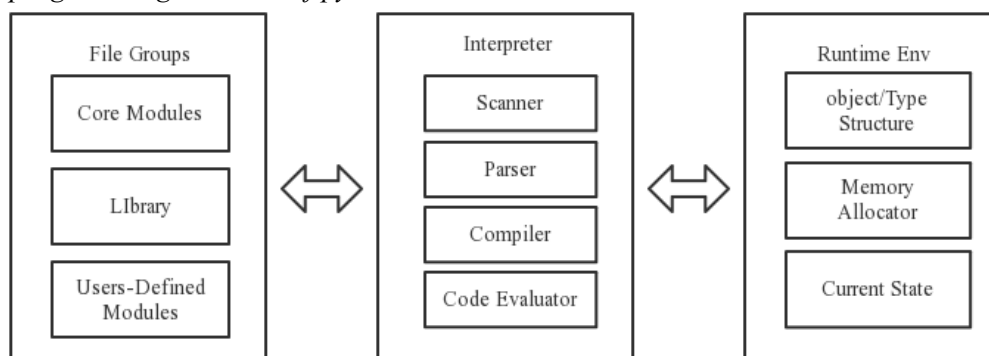 File Groups
Core Modules
LIbrary
Users-Defined
Modules
Interpreter
Scanner
Parser
Compiler
Code Evaluator
Runtime Env
object/Type
Structure
Memory
Allocator
Current State